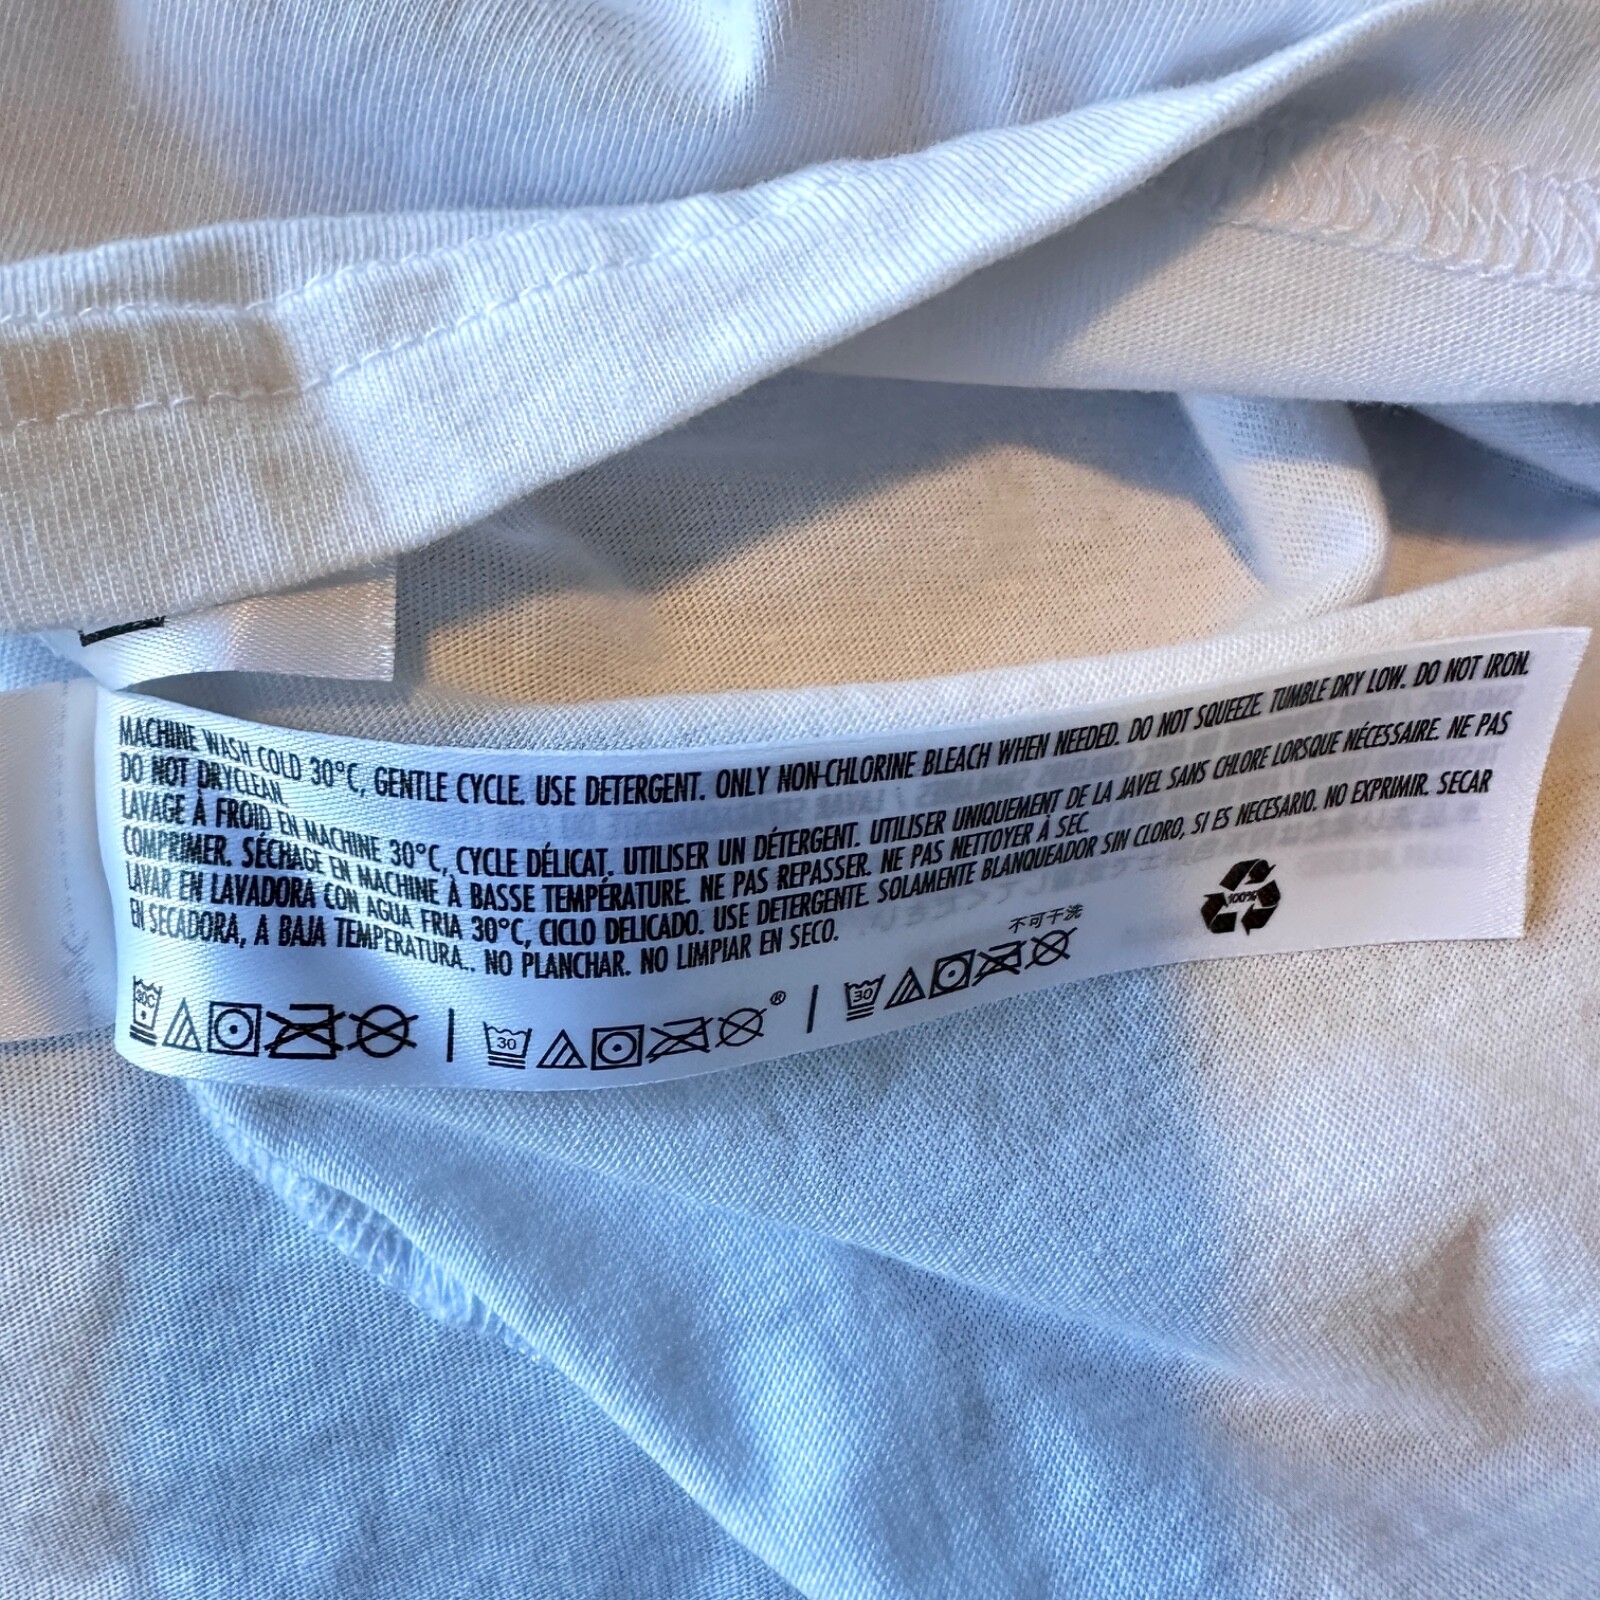 MACHINE WASH COLD 30°C, GENTLE CYCLE. USE DETERGENT. ONLY NON-CHLORINE BLEACH WHEN NEEDED. DO NOT SQUEEZE. TUMBLE DRY LOW. DO NOT IRON.
DO NOT DRYCLEAN.
LAVAGE À FROID EN MACHINE 30°C, CYCLE DÉLICAT. UTILISER UN DÉTERGENT. UTILISER UNIQUEMENT DE LA JAVEL SANS CHLORE LORSQUE NÉCESSAIRE. NE PAS
COMPRIMER. SÉCHAGE EN MACHINE À BASSE TEMPÉRATURE. NE PAS REPASSER. NE PAS NETTOYER À SEC.
LAVAR EN LAVADORA CON AGUA FRIA 30°C, CICLO DELICADO. USE DETERGENTE. SOLAMENTE BLANQUEADOR SIN CLORO, SI ES NECESARIO. NO EXPRIMIR. SECAR
EN SECADORA, A BAJA TEMPERATURA.. NO PLANCHAR. NO LIMPIAR EN SECO.
不可干洗
100%
30C | 30 ® | 30